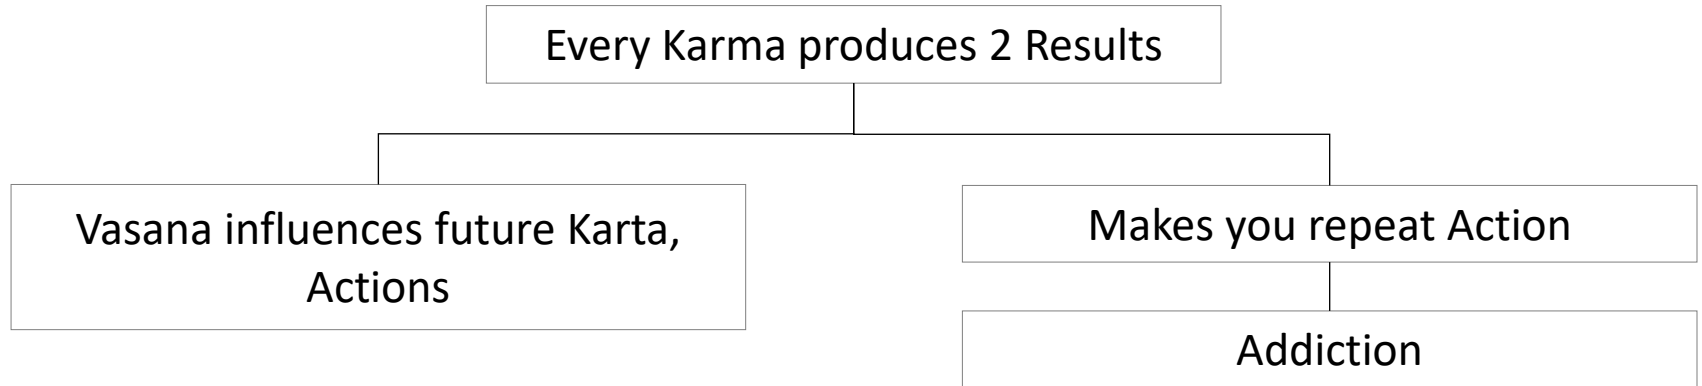 Every Karma produces 2 Results
Vasana influences future Karta,
Actions
Makes you repeat Action
Addiction